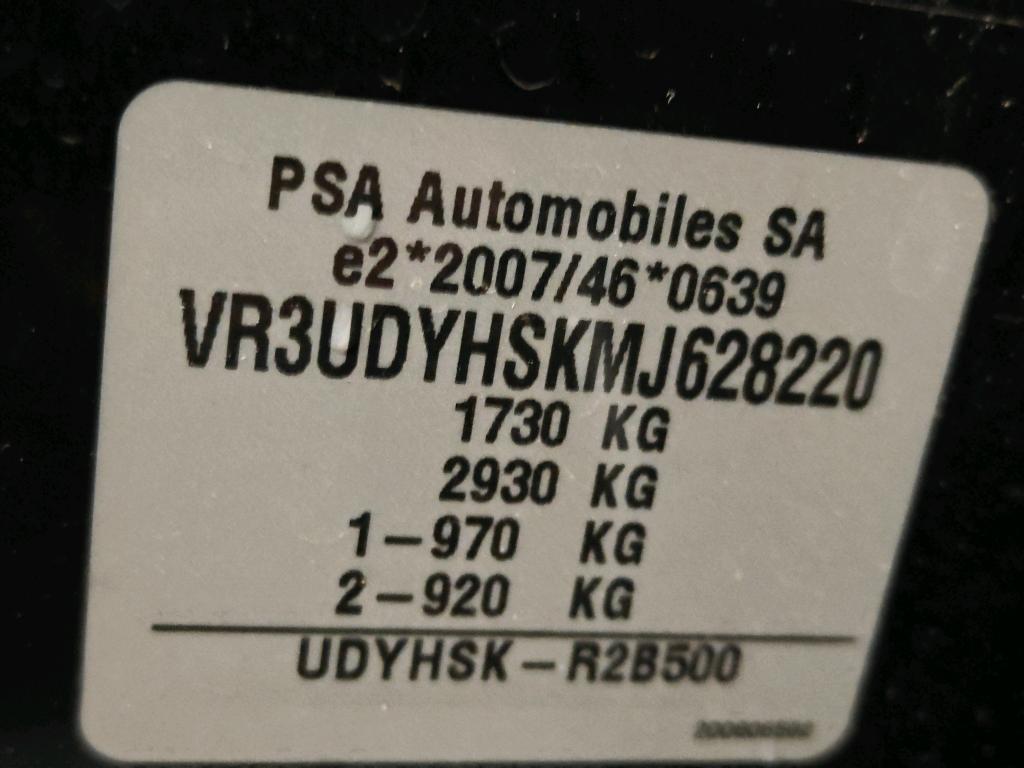 PSA Automobiles SA
e2*2007/46*0639
VR3UDYHSKMJ628220
1730 KG
2930 KG
1-970 KG
2-920 KG
UDYHSK-R2B500